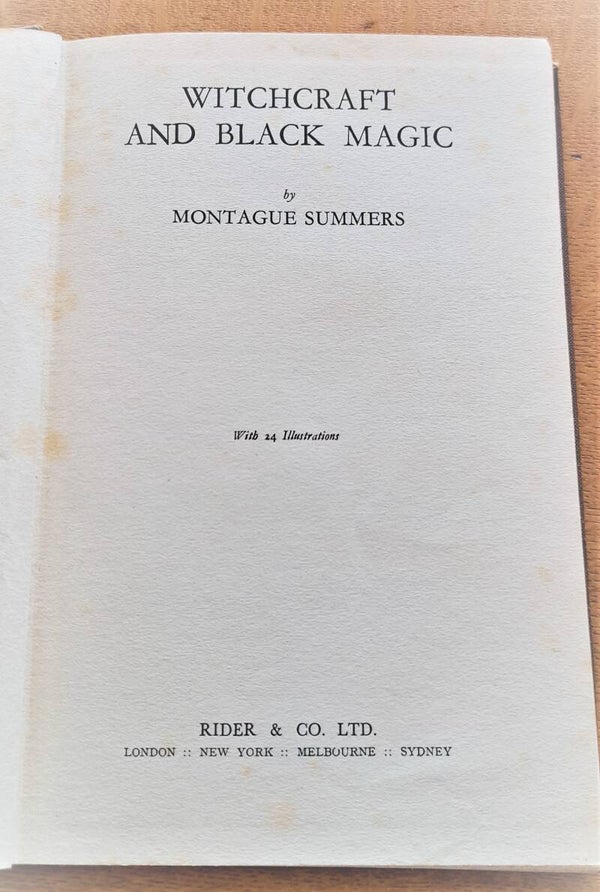 WITCHCRAFT
AND BLACK MAGIC
by
MONTAGUE SUMMERS
With 24 Illustrations
RIDER & CO. LTD.
LONDON :: NEW YORK :: MELBOURNE :: SYDNEY